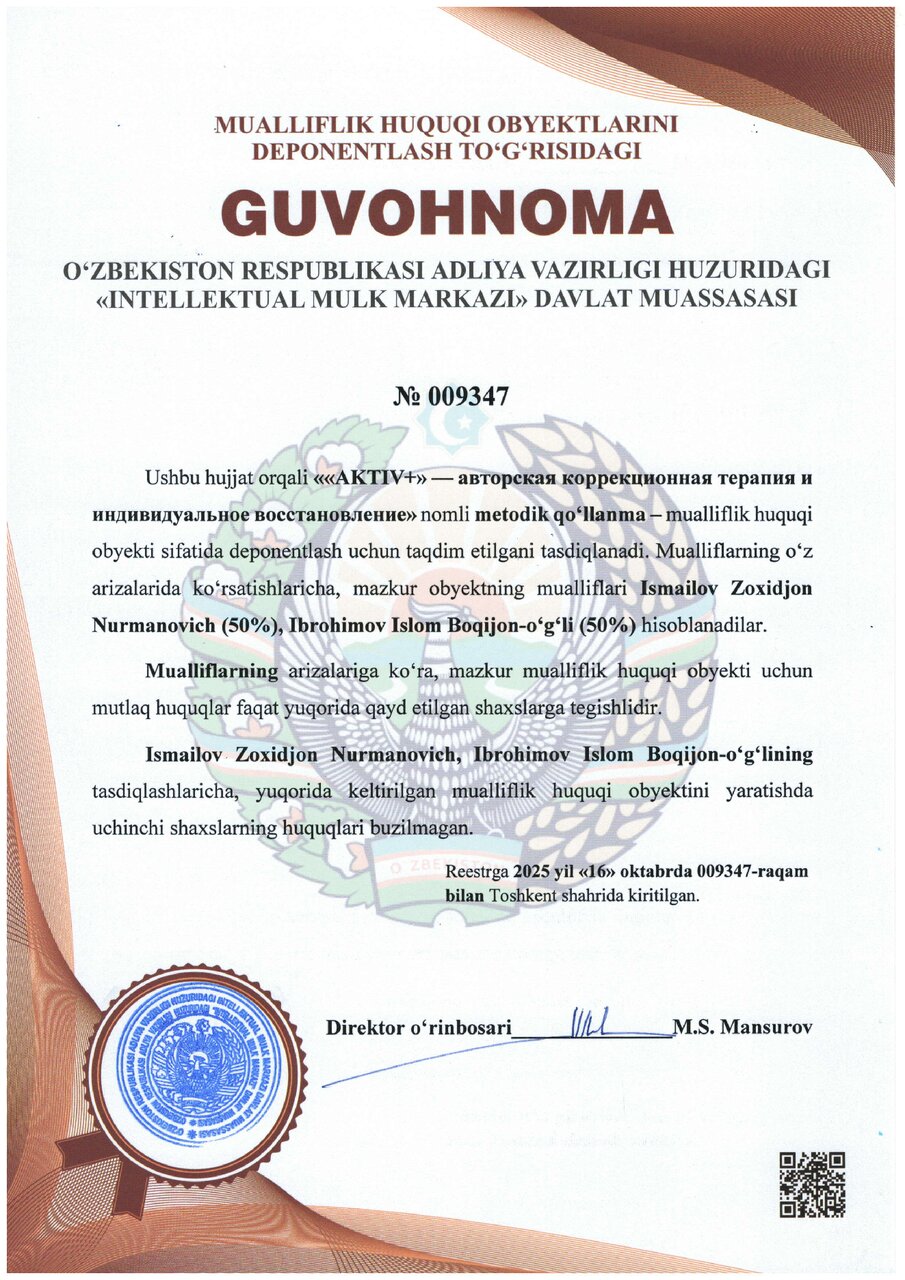 MUALLIFLIK HUQUQI OBYEKTLARINI
DEPONENTLASH TO‘G‘RISIDAGI
GUVOHNOMA
O‘ZBEKISTON RESPUBLIKASI ADLIYA VAZIRLIGI HUZURIDAGI
«INTELLEKTUAL MULK MARKAZI» DAVLAT MUASSASASI
№ 009347
Ushbu hujjat orqali ««AKTIV+» — авторская коррекционная терапия и
индивидуальное восстановление» nomli metodik qo‘llanma – mualliflik huquqi
obyekti sifatida deponentlash uchun taqdim etilgani tasdiqlanadi. Mualliflarning o‘z
arizalarida ko‘rsatishlaricha, mazkur obyektning mualliflari Ismailov Zoxidjon
Nurmanovich (50%), Ibrohimov Islom Boqijon-o‘g‘li (50%) hisoblanadilar.
Mualliflarning arizalariga ko‘ra, mazkur mualliflik huquqi obyekti uchun
mutlaq huquqlar faqat yuqorida qayd etilgan shaxslarga tegishlidir.
Ismailov Zoxidjon Nurmanovich, Ibrohimov Islom Boqijon-o‘g‘lining
tasdiqlashlaricha, yuqorida keltirilgan mualliflik huquqi obyektini yaratishda
uchinchi shaxslarning huquqlari buzilmagan.
O‘ZBEKISTON
Reestrga 2025 yil «16» oktabrda 009347-raqam
bilan Toshkent shahrida kiritilgan.
Direktor o‘rinbosari M.S. Mansurov